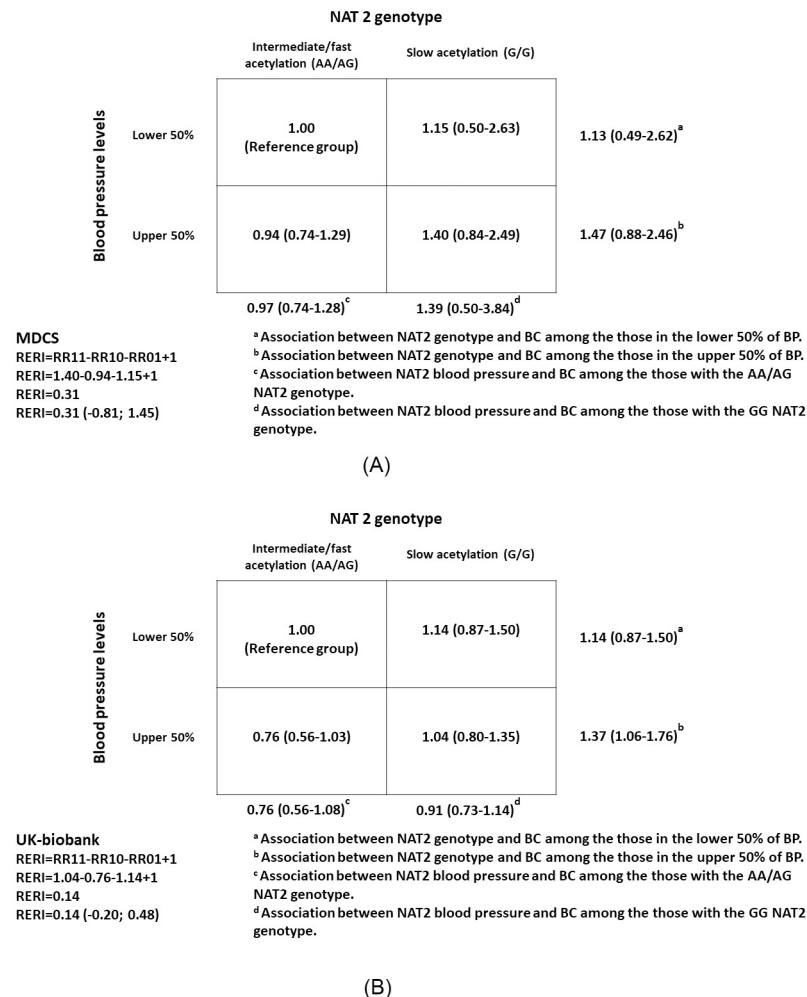 NAT 2 genotype
Intermediate/fast
acetylation (AA/AG)
Slow acetylation (G/G)
Blood pressure levels
Lower 50%
1.00
(Reference group)
1.15 (0.50-2.63)
1.13 (0.49-2.62)a
Upper 50%
0.94 (0.74-1.29)
1.40 (0.84-2.49)
1.47 (0.88-2.46)b
0.97 (0.74-1.28)c
1.39 (0.50-3.84)d
MDCS
RERI=RR11-RR10-RR01+1
RERI=1.40-0.94-1.15+1
RERI=0.31
RERI=0.31 (-0.81; 1.45)
a Association between NAT2 genotype and BC among the those in the lower 50% of BP.
b Association between NAT2 genotype and BC among the those in the upper 50% of BP.
c Association between NAT2 blood pressure and BC among the those with the AA/AG
NAT2 genotype.
d Association between NAT2 blood pressure and BC among the those with the GG NAT2
genotype.
(A)
NAT 2 genotype
Intermediate/fast
acetylation (AA/AG)
Slow acetylation (G/G)
Blood pressure levels
Lower 50%
1.00
(Reference group)
1.14 (0.87-1.50)
1.14 (0.87-1.50)a
Upper 50%
0.76 (0.56-1.03)
1.04 (0.80-1.35)
1.37 (1.06-1.76)b
0.76 (0.56-1.08)c
0.91 (0.73-1.14)d
UK-biobank
RERI=RR11-RR10-RR01+1
RERI=1.04-0.76-1.14+1
RERI=0.14
RERI=0.14 (-0.20; 0.48)
a Association between NAT2 genotype and BC among the those in the lower 50% of BP.
b Association between NAT2 genotype and BC among the those in the upper 50% of BP.
c Association between NAT2 blood pressure and BC among the those with the AA/AG
NAT2 genotype.
d Association between NAT2 blood pressure and BC among the those with the GG NAT2
genotype.
(B)